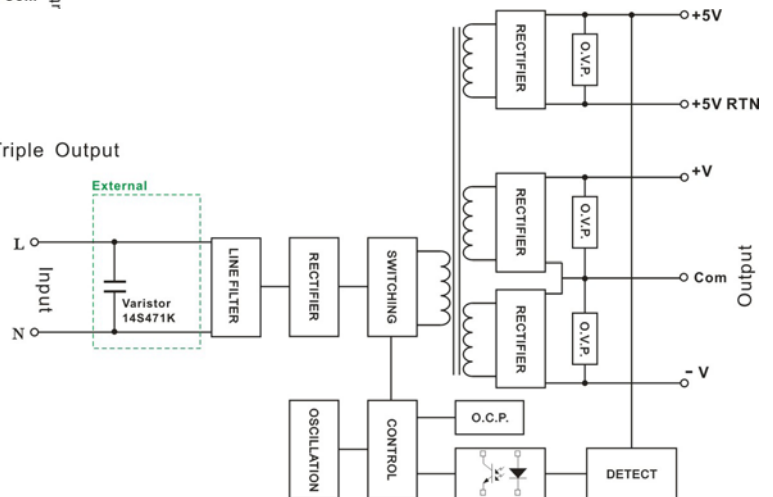 Triple Output
External
L
N
Input
Varistor
14S471K
LINE FILTER
RECTIFIER
SWITCHING
RECTIFIER
O.V.P.
+5V
+5V RTN
RECTIFIER
O.V.P.
+V
Com
RECTIFIER
O.V.P.
- V
Output
OSCILLATION
CONTROL
O.C.P.
DETECT